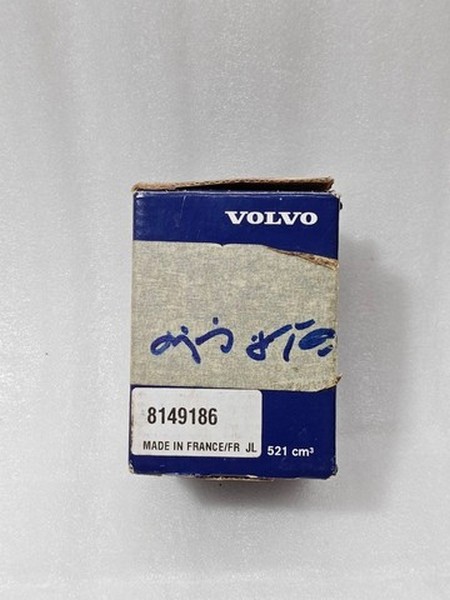 VOLVO
8149186
MADE IN FRANCE/FR JL
521 cm³